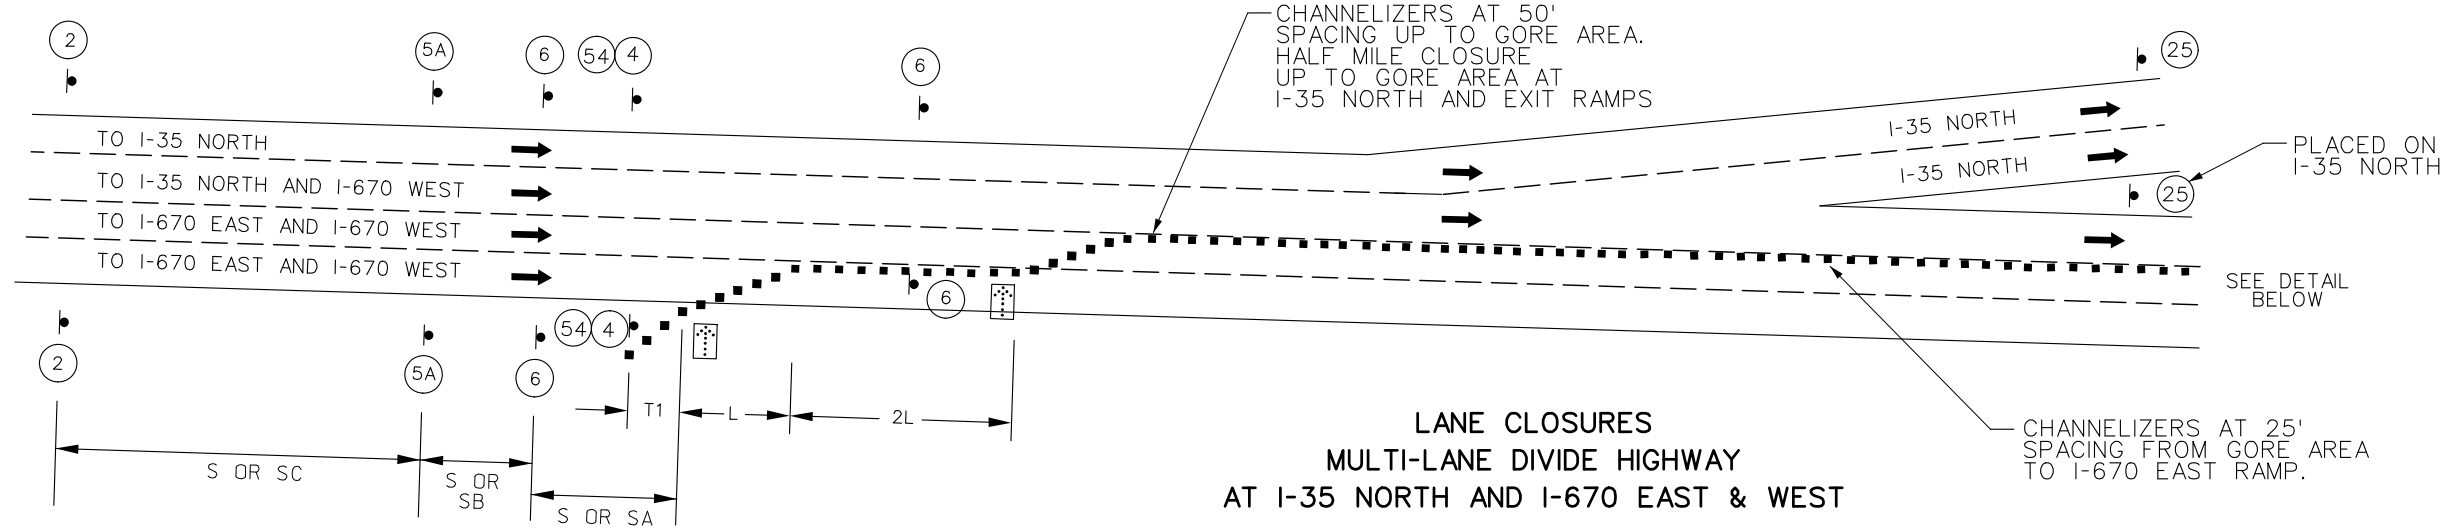 2
5A
6
54
4
6
CHANNELIZERS AT 50'
SPACING UP TO GORE AREA.
HALF MILE CLOSURE
UP TO GORE AREA AT
I-35 NORTH AND EXIT RAMPS
25
TO I-35 NORTH
TO I-35 NORTH AND I-670 WEST
TO I-670 EAST AND I-670 WEST
TO I-670 EAST AND I-670 WEST
I-35 NORTH
I-35 NORTH
PLACED ON
I-35 NORTH
25
SEE DETAIL
BELOW
2
5A
6
54
4
6
T1
L
2L
S OR SC
S OR
SB
S OR SA
LANE CLOSURES
MULTI-LANE DIVIDE HIGHWAY
AT I-35 NORTH AND I-670 EAST & WEST
CHANNELIZERS AT 25'
SPACING FROM GORE AREA
TO I-670 EAST RAMP.